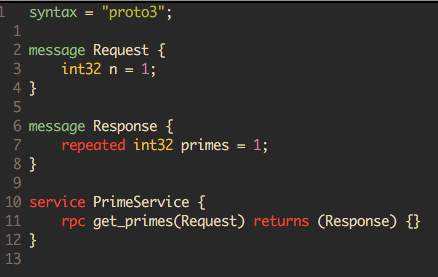 1 syntax = "proto3";
1
2 message Request {
3     int32 n = 1;
4 }
5
6 message Response {
7     repeated int32 primes = 1;
8 }
9
10 service PrimeService {
11     rpc get_primes(Request) returns (Response) {}
12 }
13